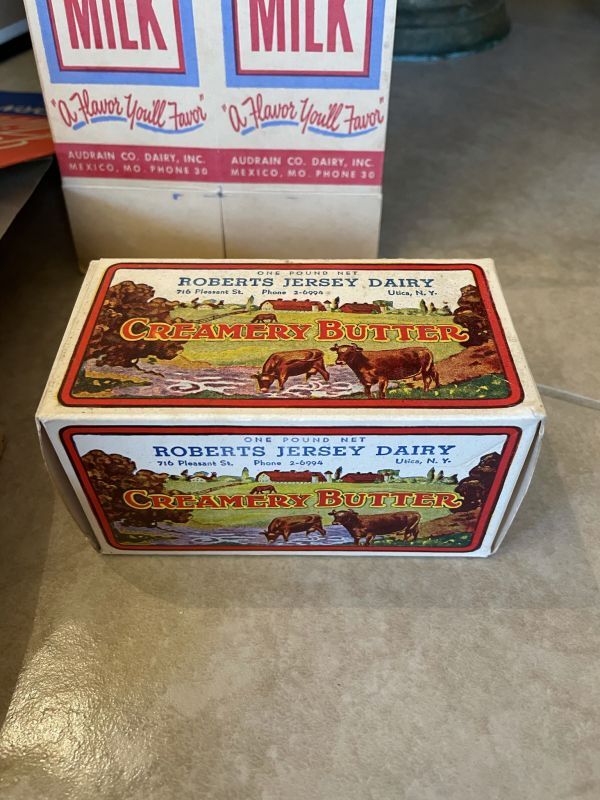 MILK MILK
"a Flavor You'll Favor" "a Flavor You'll Favor"
AUDRAIN CO. DAIRY, INC. AUDRAIN CO. DAIRY, INC.
MEXICO, MO. PHONE 30 MEXICO, MO. PHONE 30
ONE POUND NET
ROBERTS JERSEY DAIRY
716 Pleasant St. Phone 2-6994 Utica, N. Y.
CREAMERY BUTTER
ONE POUND NET
ROBERTS JERSEY DAIRY
716 Pleasant St. Phone 2-6994 Utica, N. Y.
CREAMERY BUTTER